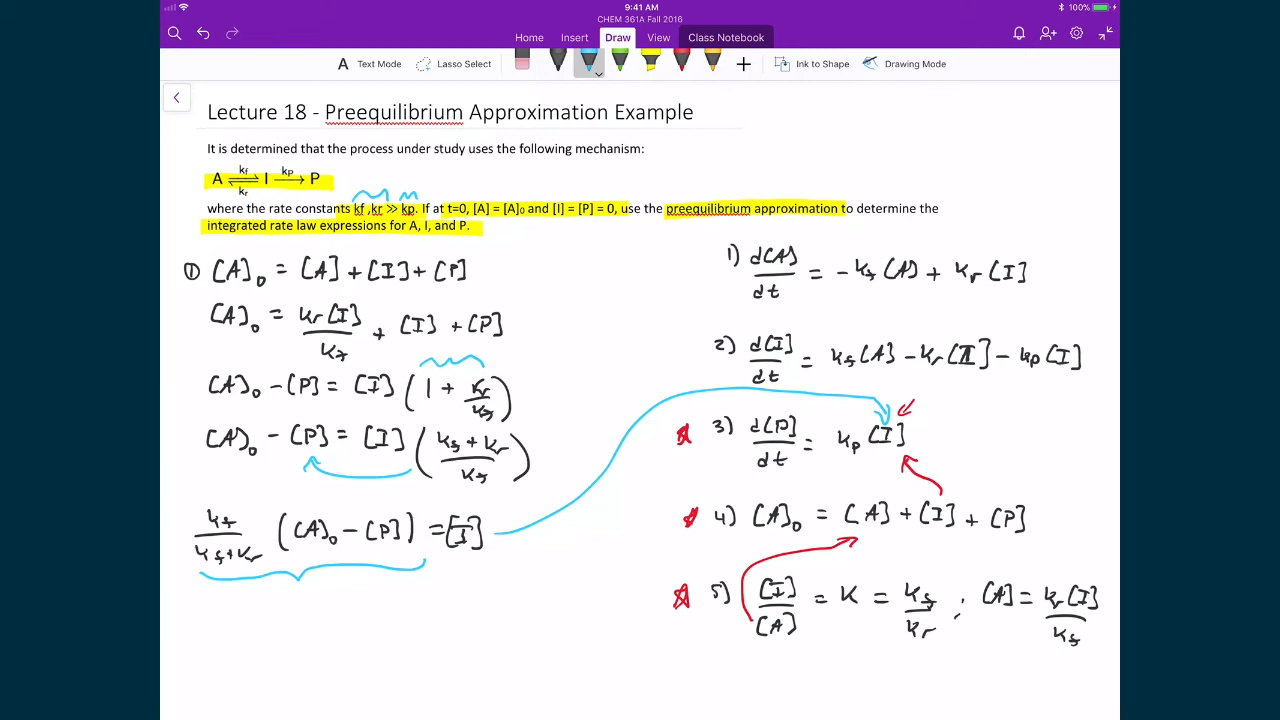 9:41 AM
100%
CHEM 361A Fall 2016
Home Insert Draw View Class Notebook
A Text Mode Lasso Select Ink to Shape Drawing Mode
Lecture 18 - Preequilibrium Approximation Example
It is determined that the process under study uses the following mechanism:
kf kp
A ⇌ I ⟶ P
kr
where the rate constants kf ,kr ≫ kp. If at t=0, [A] = [A]₀ and [I] = [P] = 0, use the preequilibrium approximation to determine the
integrated rate law expressions for A, I, and P.
① [A]₀ = [A] + [I] + [P]
[A]₀ = kr[I]/kf + [I] + [P]
[A]₀ - [P] = [I] (1 + kr/kf)
[A]₀ - [P] = [I] ((kf + kr)/kf)
kf/(kf+kr) ([A]₀ - [P]) = [I]
1) d[A]/dt = -kf[A] + kr[I]
2) d[I]/dt = kf[A] - kr[I] - kp[I]
3) d[P]/dt = kp[I]
4) [A]₀ = [A] + [I] + [P]
5) [I]/[A] = K = kf/kr ; [A] = kr[I]/kf